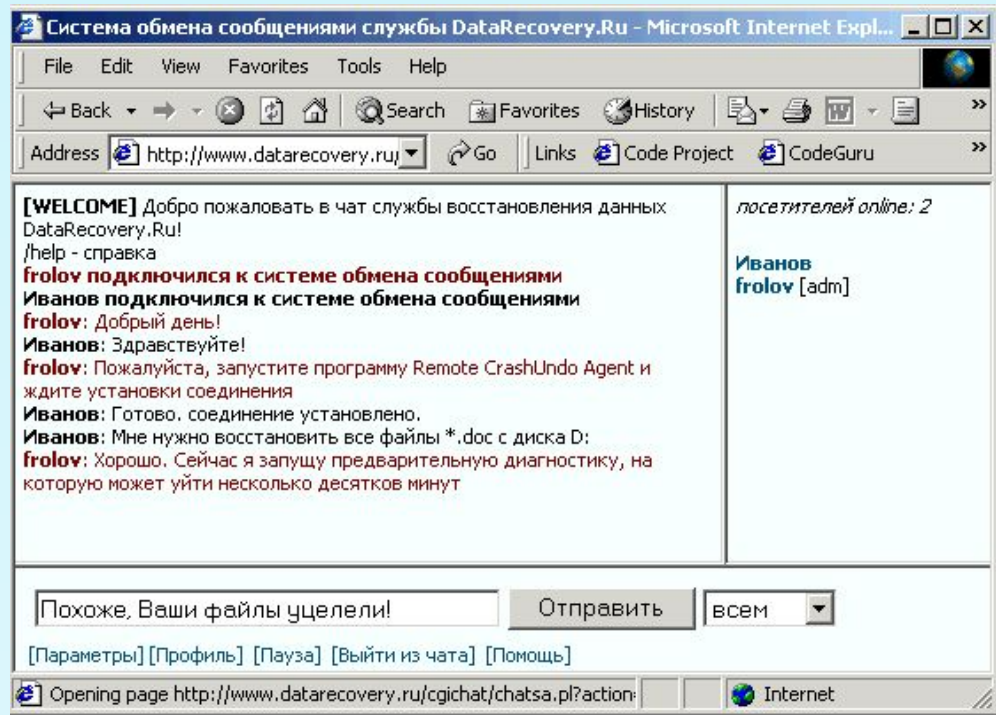 Система обмена сообщениями службы DataRecovery.Ru - Microsoft Internet Expl...
File Edit View Favorites Tools Help
Back Search Favorites History »
Address http://www.datarecovery.ru/ Go Links Code Project CodeGuru »
[WELCOME] Добро пожаловать в чат службы восстановления данных
DataRecovery.Ru!
/help - справка
frolov подключился к системе обмена сообщениями
Иванов подключился к системе обмена сообщениями
frolov: Добрый день!
Иванов: Здравствуйте!
frolov: Пожалуйста, запустите программу Remote CrashUndo Agent и
ждите установки соединения
Иванов: Готово. соединение установлено.
Иванов: Мне нужно восстановить все файлы *.doc с диска D:
frolov: Хорошо. Сейчас я запущу предварительную диагностику, на
которую может уйти несколько десятков минут
посетителей online: 2
Иванов
frolov [adm]
Похоже, Ваши файлы уцелели! Отправить всем
[Параметры] [Профиль] [Пауза] [Выйти из чата] [Помощь]
Opening page http://www.datarecovery.ru/cgichat/chatsa.pl?action Internet